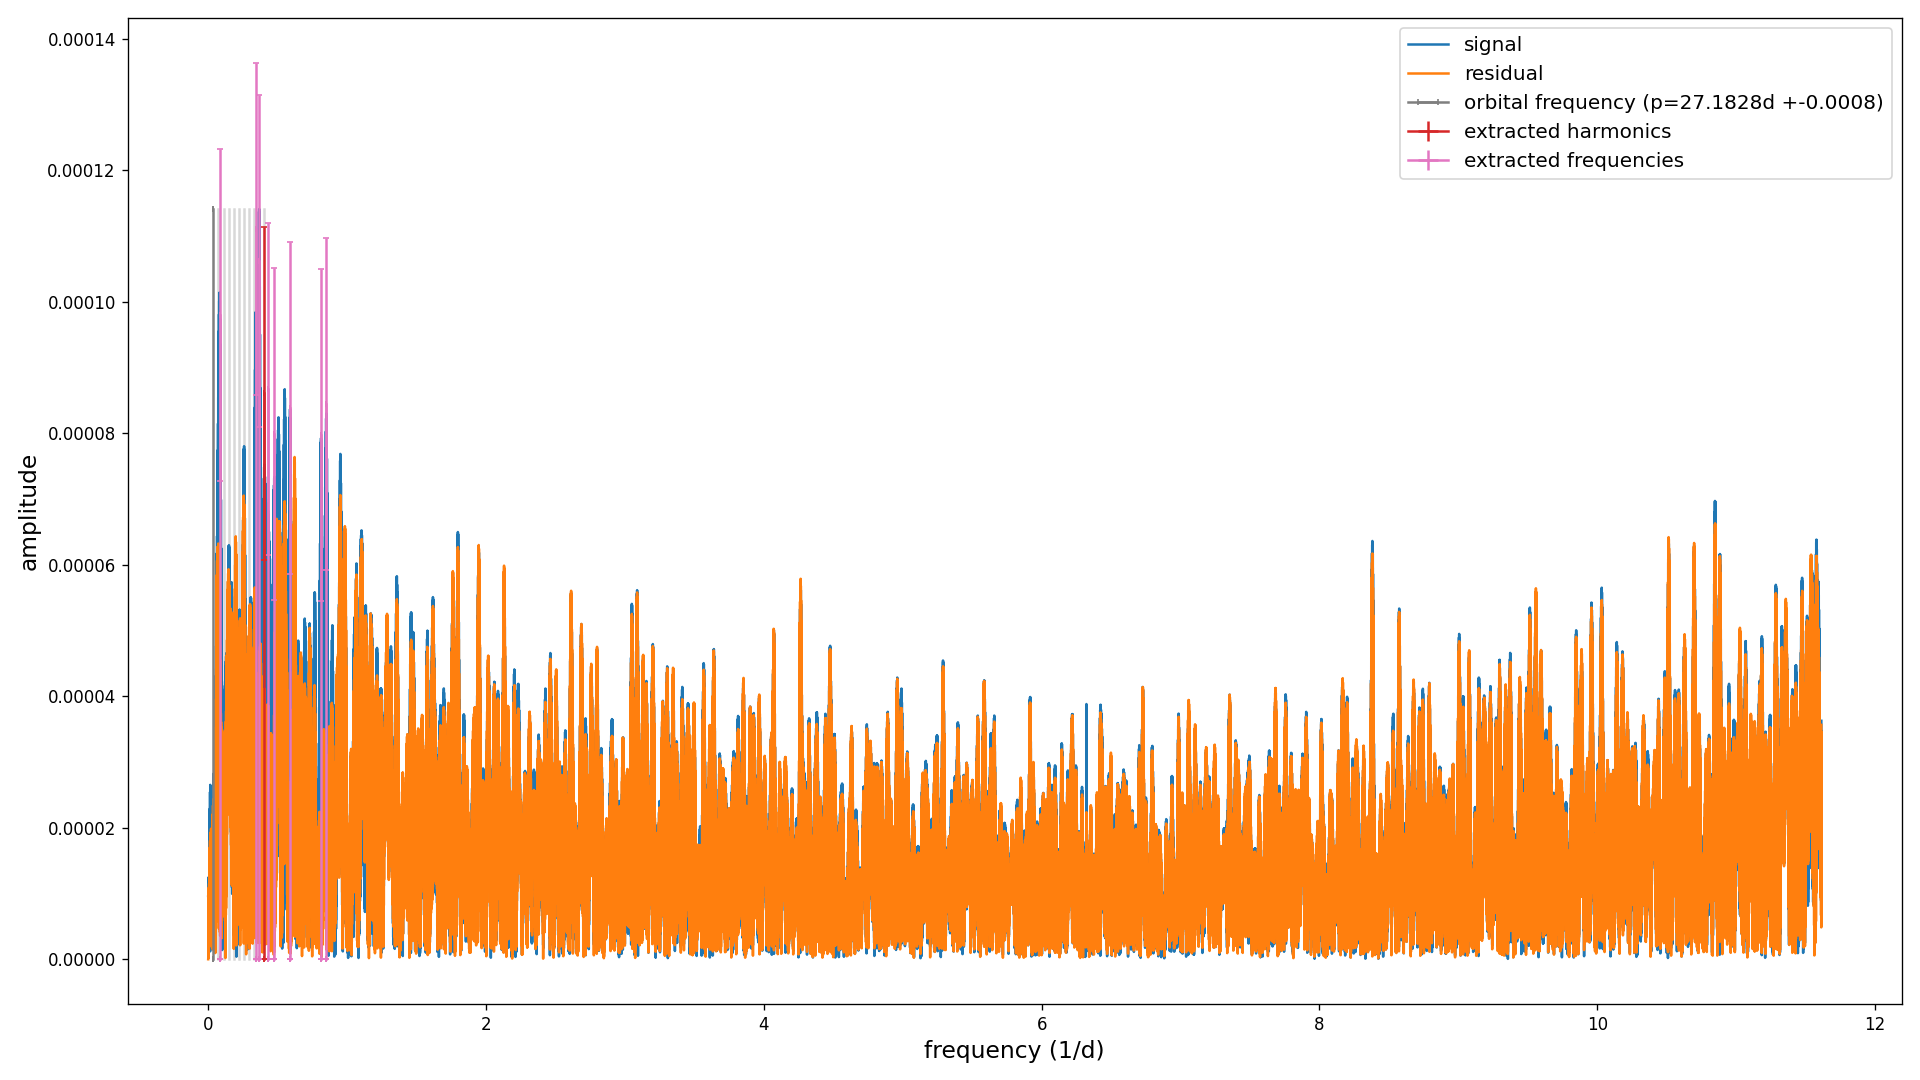 signal
residual
orbital frequency (p=27.1828d +-0.0008)
extracted harmonics
extracted frequencies
amplitude
0.00014
0.00012
0.00010
0.00008
0.00006
0.00004
0.00002
0.00000
0 2 4 6 8 10 12
frequency (1/d)